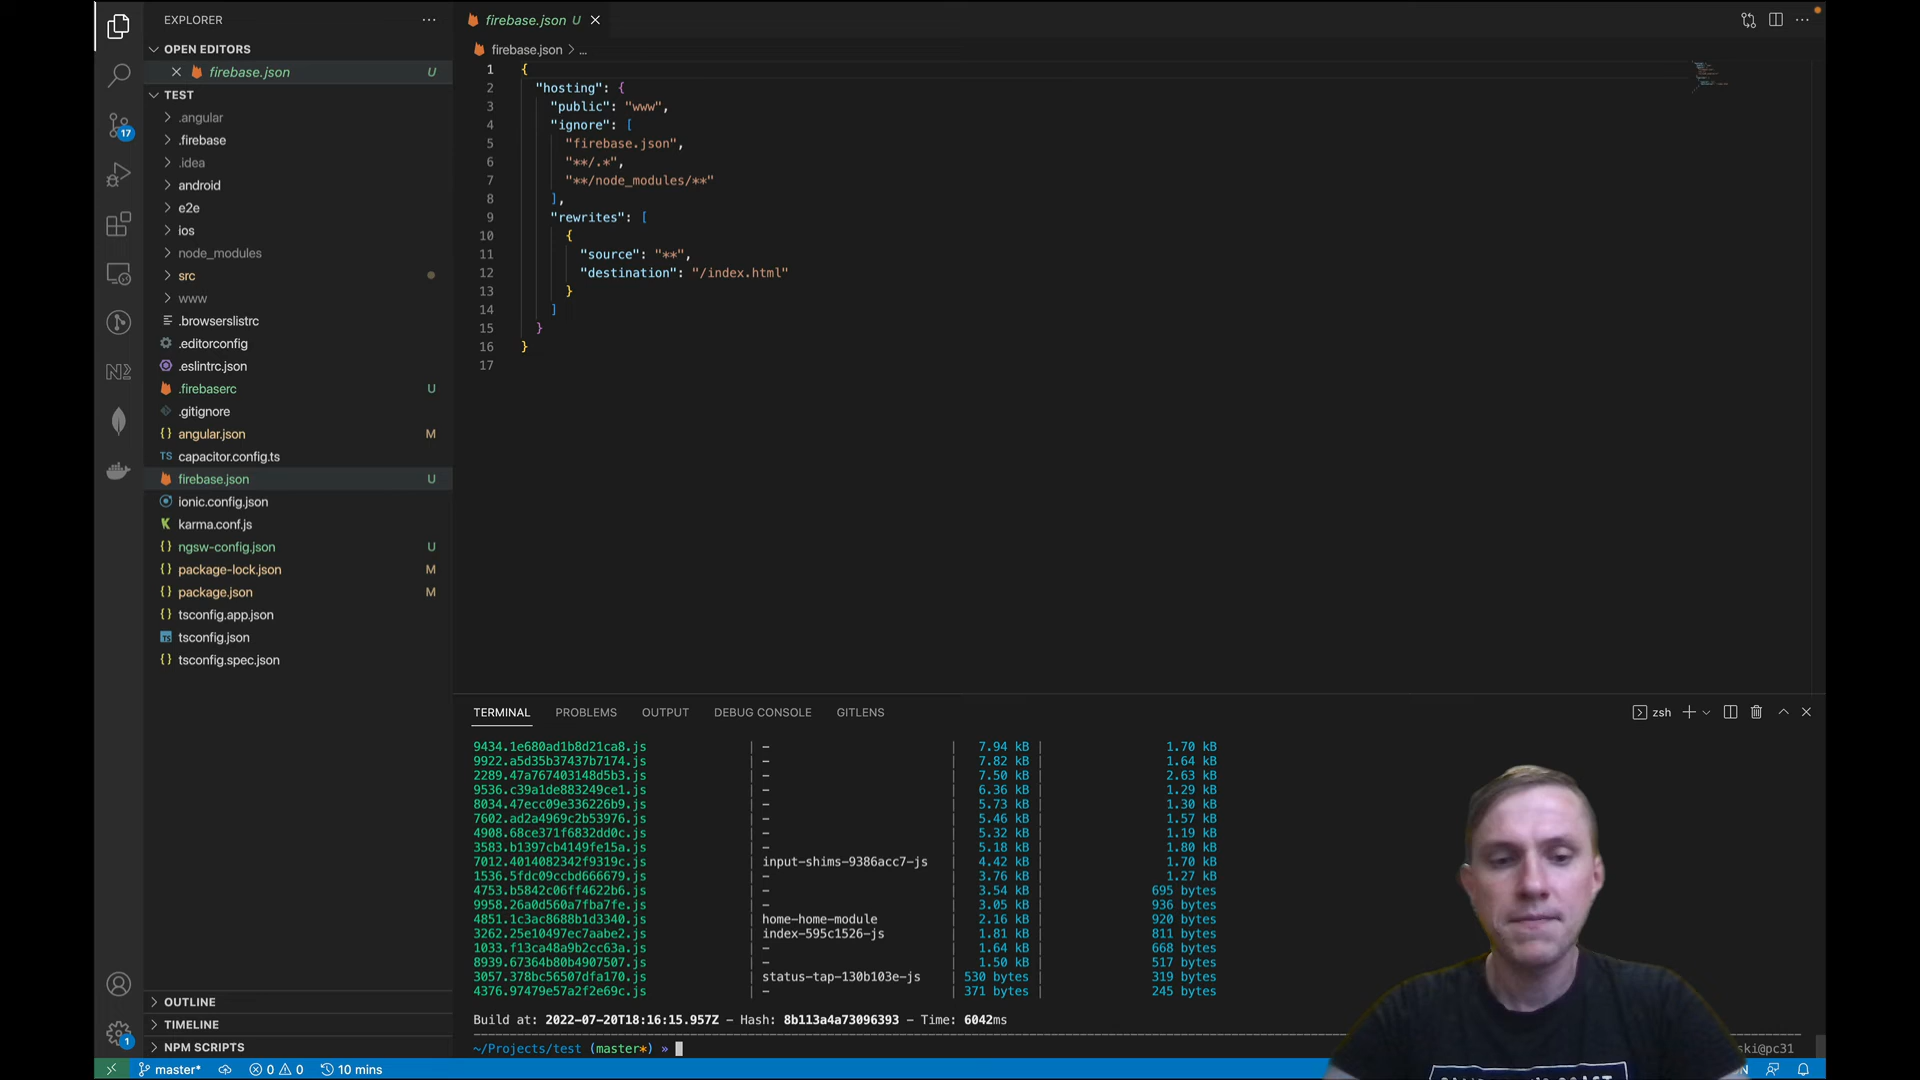 EXPLORER
OPEN EDITORS
firebase.json U
TEST
.angular
.firebase
.idea
android
e2e
ios
node_modules
src
www
.browserslistrc
.editorconfig
.eslintrc.json
.firebaserc U
.gitignore
angular.json M
TS capacitor.config.ts
firebase.json U
ionic.config.json
karma.conf.js
ngsw-config.json U
package-lock.json M
package.json M
tsconfig.app.json
tsconfig.json
tsconfig.spec.json
OUTLINE
TIMELINE
NPM SCRIPTS
17
1
firebase.json U
firebase.json > ...
1 {
2 "hosting": {
3 "public": "www",
4 "ignore": [
5 "firebase.json",
6 "**/.*",
7 "**/node_modules/**"
8 ],
9 "rewrites": [
10 {
11 "source": "**",
12 "destination": "/index.html"
13 }
14 ]
15 }
16 }
17
TERMINAL PROBLEMS OUTPUT DEBUG CONSOLE GITLENS zsh
9434.1e680ad1b8d21ca8.js | – | 7.94 kB | 1.70 kB
9922.a5d35b37437b7174.js | – | 7.82 kB | 1.64 kB
2289.47a767403148d5b3.js | – | 7.50 kB | 2.63 kB
9536.c39a1de883249ce1.js | – | 6.36 kB | 1.29 kB
8034.47ecc09e336226b9.js | – | 5.73 kB | 1.30 kB
7602.ad2a4969c2b53976.js | – | 5.46 kB | 1.57 kB
4908.68ce371f6832dd0c.js | – | 5.32 kB | 1.19 kB
3583.b1397cb4149fe15a.js | – | 5.18 kB | 1.80 kB
7012.4014082342f9319c.js | input-shims-9386acc7-js | 4.42 kB | 1.70 kB
1536.5fdc09ccbd666679.js | – | 3.76 kB | 1.27 kB
4753.b5842c06ff4622b6.js | – | 3.54 kB | 695 bytes
9958.26a0d560a7fba7fe.js | – | 3.05 kB | 936 bytes
4851.1c3ac8688b1d3340.js | home-home-module | 2.16 kB | 920 bytes
3262.25e10497ec7aabe2.js | index-595c1526-js | 1.81 kB | 811 bytes
1033.f13ca48a9b2cc63a.js | – | 1.64 kB | 668 bytes
8939.67364b80b4907507.js | – | 1.50 kB | 517 bytes
3057.378bc56507dfa170.js | status-tap-130b103e-js | 530 bytes | 319 bytes
4376.97479e57a2f2e69c.js | – | 371 bytes | 245 bytes
Build at: 2022-07-20T18:16:15.957Z – Hash: 8b113a4a73096393 – Time: 6042ms
~/Projects/test (master*) » ski@pc31
master* 0 0 10 mins